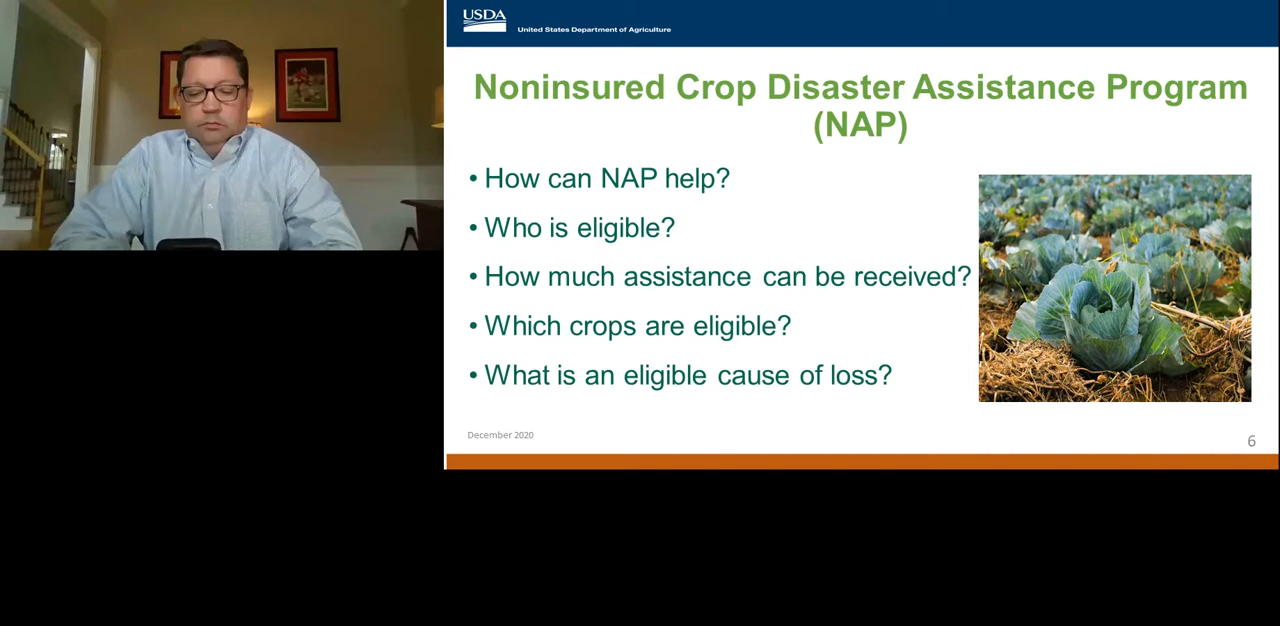 USDA
United States Department of Agriculture
Noninsured Crop Disaster Assistance Program
(NAP)
• How can NAP help?
• Who is eligible?
• How much assistance can be received?
• Which crops are eligible?
• What is an eligible cause of loss?
December 2020
6